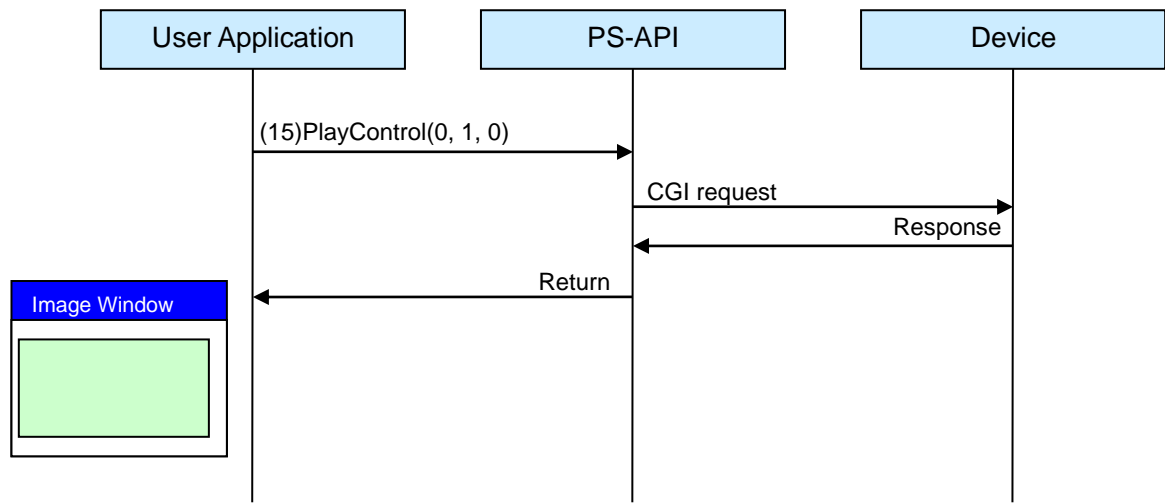 User Application
PS-API
Device
(15)PlayControl(0, 1, 0)
CGI request
Response
Return
Image Window